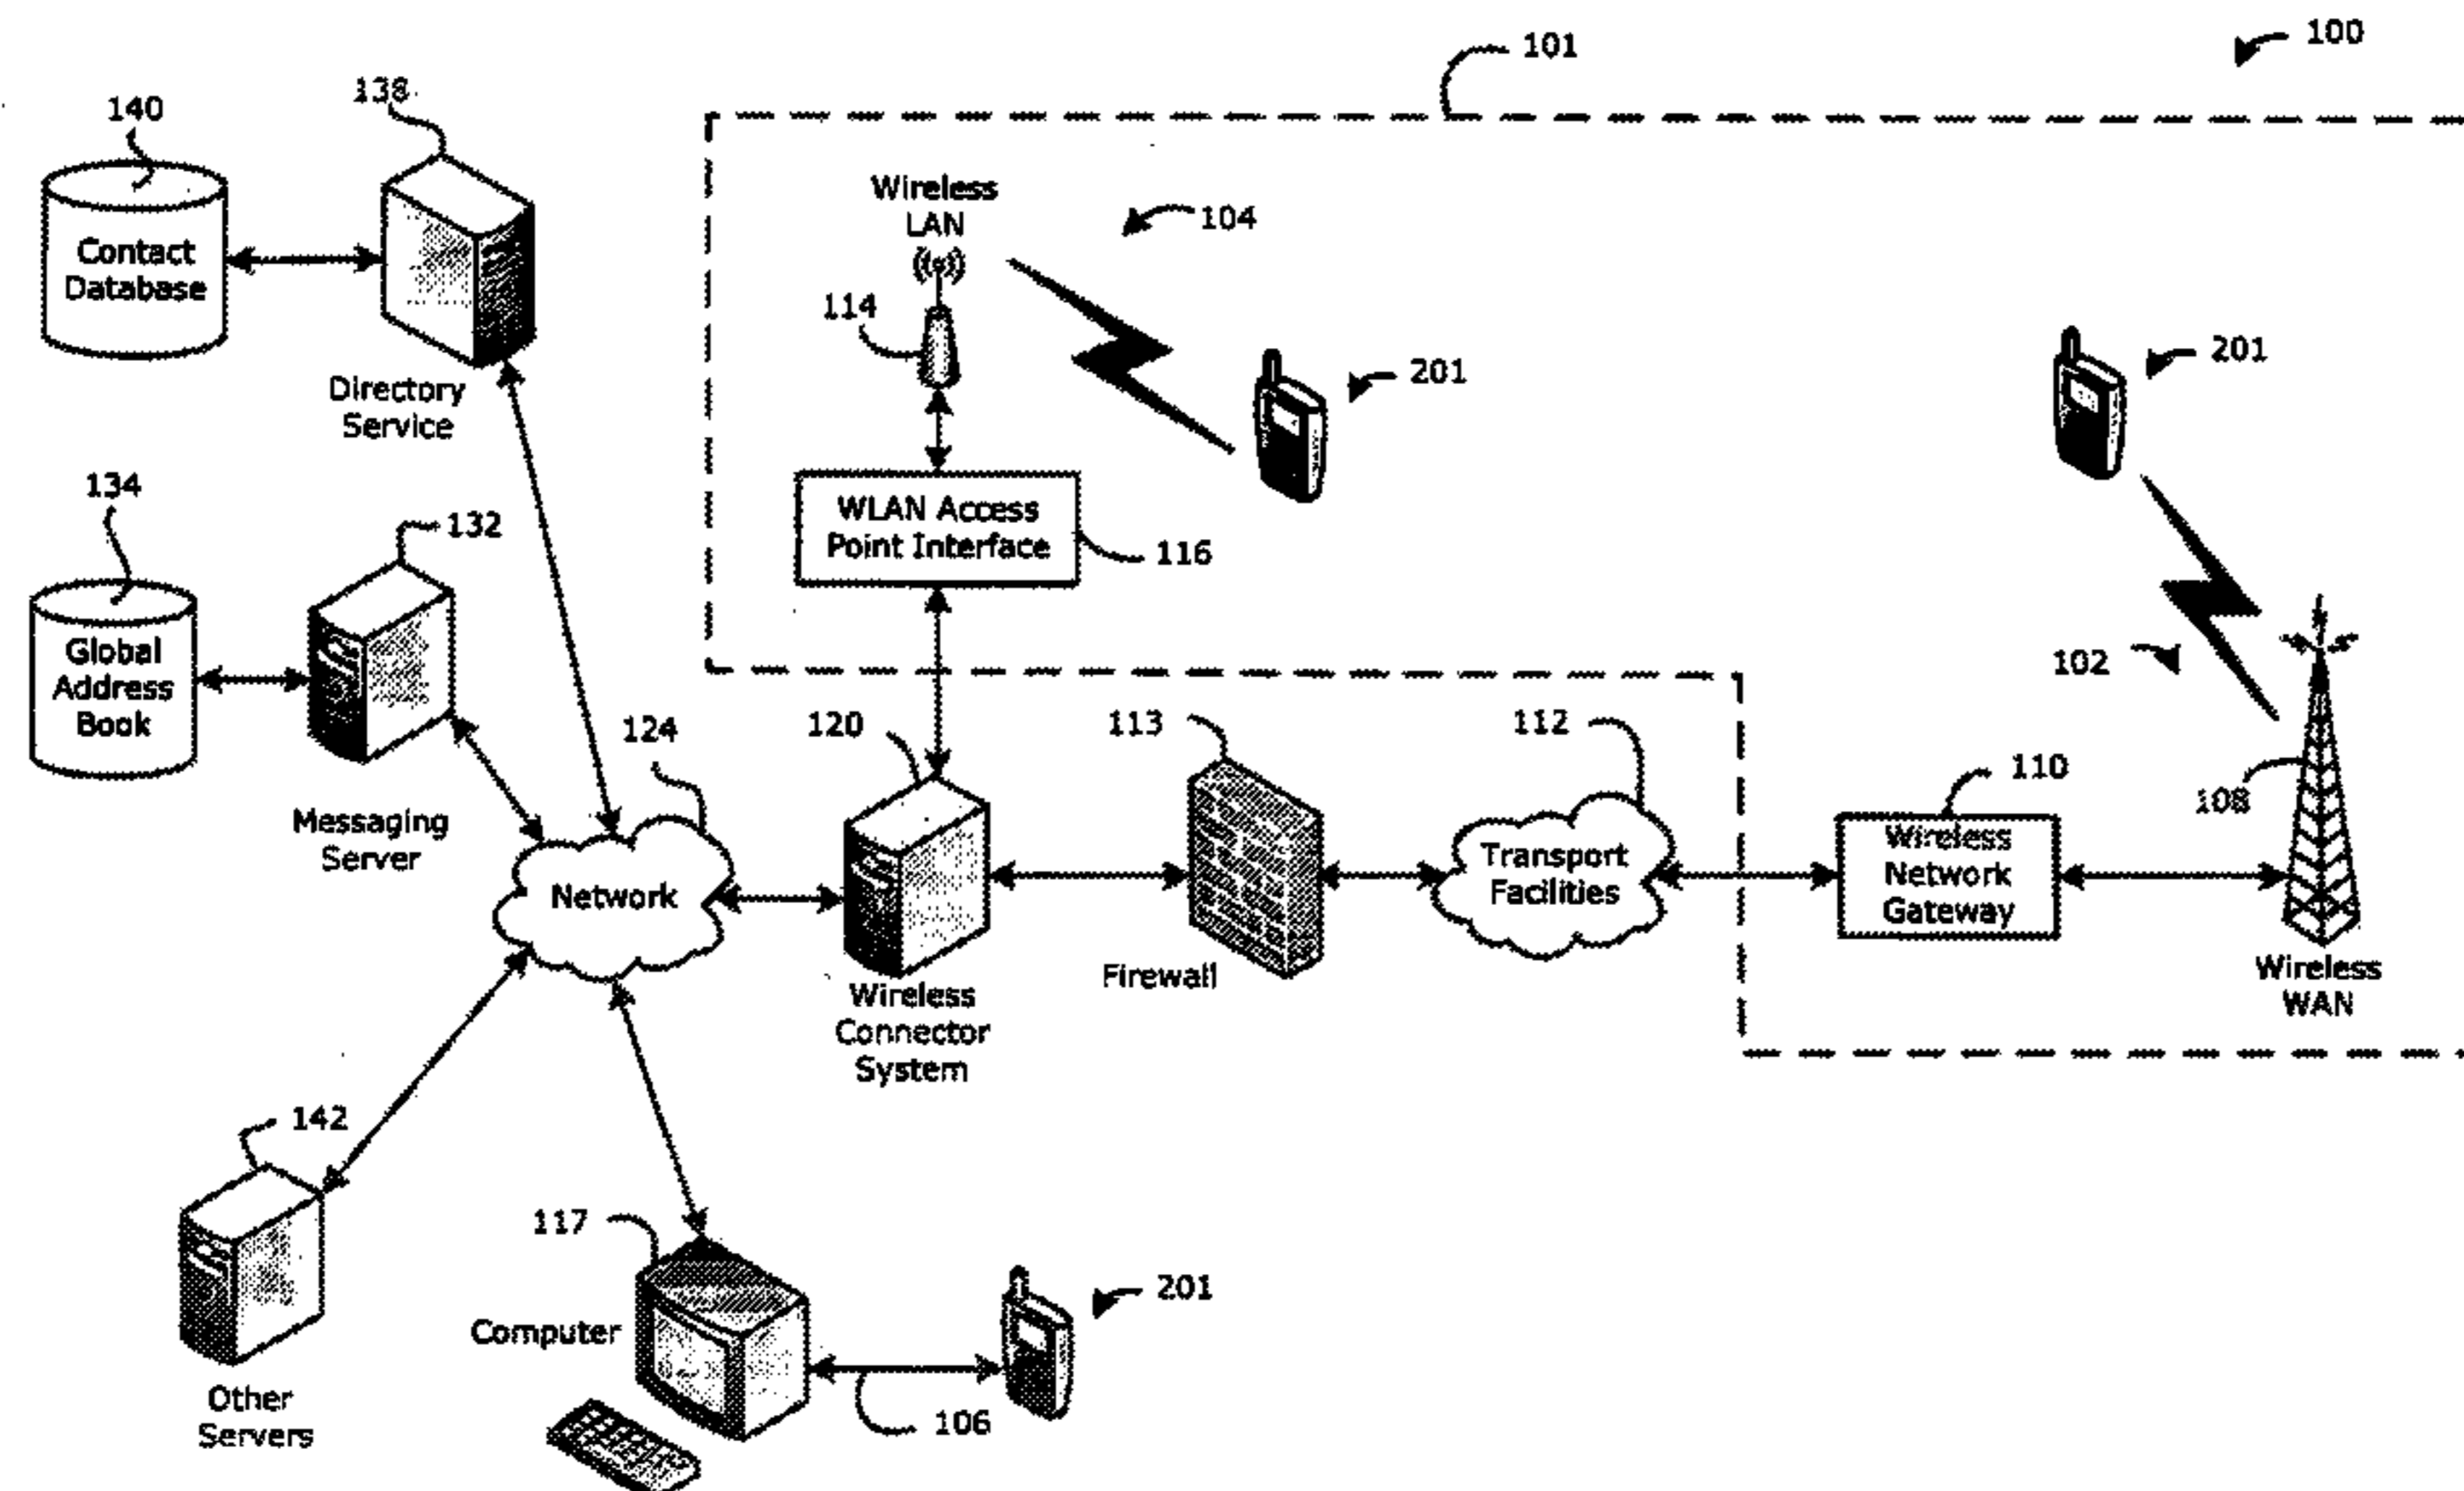 101
100
140
138
Contact
Database
Directory
Service
Wireless
LAN
104
114
201
201
WLAN Access
Point Interface
116
134
132
Global
Address
Book
Messaging
Server
124
Network
120
Wireless
Connector
System
113
Firewall
112
Transport
Facilities
102
110
Wireless
Network
Gateway
108
Wireless
WAN
142
Other
Servers
117
Computer
106
201